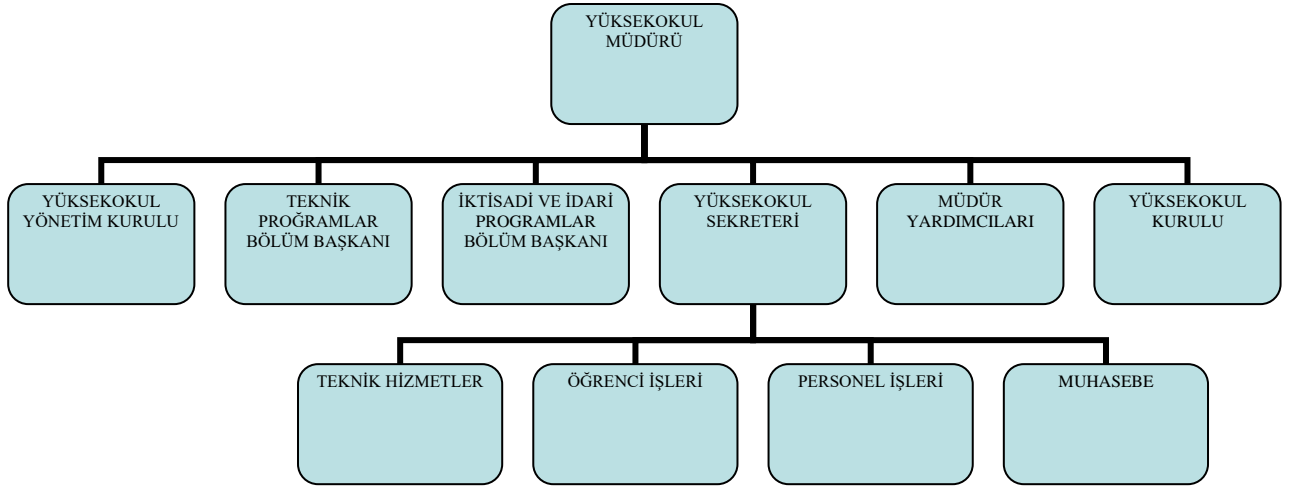 YÜKSEKOKUL
MÜDÜRÜ
YÜKSEKOKUL
YÖNETİM KURULU
TEKNİK
PROĞRAMLAR
BÖLÜM BAŞKANI
İKTİSADİ VE İDARİ
PROGRAMLAR
BÖLÜM BAŞKANI
YÜKSEKOKUL
SEKRETERİ
MÜDÜR
YARDIMCILARI
YÜKSEKOKUL
KURULU
TEKNİK HİZMETLER
ÖĞRENCİ İŞLERİ
PERSONEL İŞLERİ
MUHASEBE